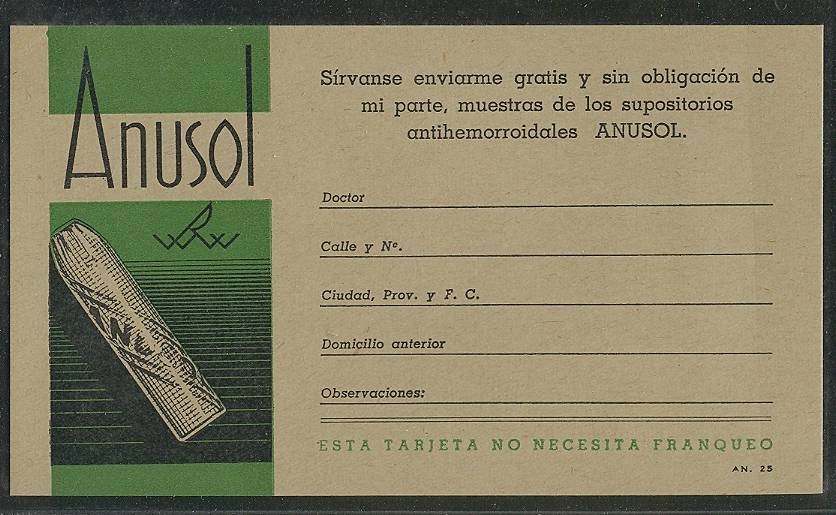 Anusol
Sírvanse enviarme gratis y sin obligación de
mi parte, muestras de los supositorios
antihemorroidales ANUSOL.
Doctor
Calle y Nº.
Ciudad, Prov. y F. C.
Domicilio anterior
Observaciones:
ESTA TARJETA NO NECESITA FRANQUEO
AN. 25